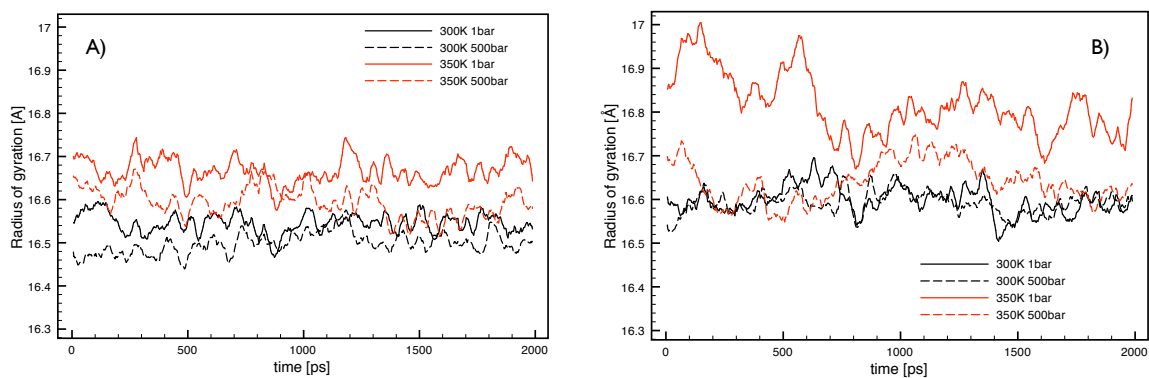 A)
300K 1bar
300K 500bar
350K 1bar
350K 500bar
Radius of gyration [A]
17
16.9
16.8
16.7
16.6
16.5
16.4
16.3
0
500
1000
1500
2000
time [ps]
B)
300K 1bar
300K 500bar
350K 1bar
350K 500bar
Radius of gyration [Å]
17
16.9
16.8
16.7
16.6
16.5
16.4
16.3
0
500
1000
1500
2000
time [ps]